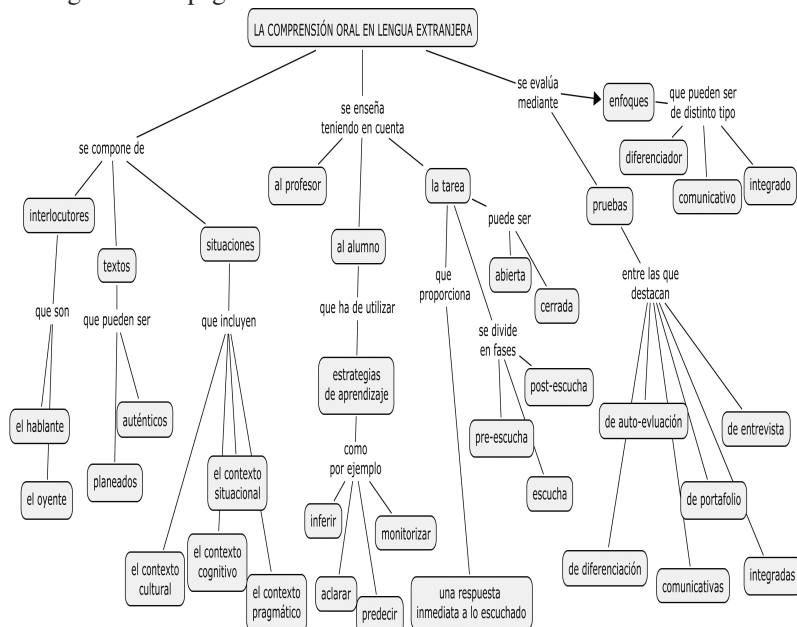 LA COMPRENSIÓN ORAL EN LENGUA EXTRANJERA
se compone de
interlocutores
que son
el hablante
el oyente
textos
que pueden ser
planeados
auténticos
situaciones
que incluyen
el contexto
cultural
el contexto
cognitivo
el contexto
situacional
el contexto
pragmático
se enseña
teniendo en cuenta
al profesor
al alumno
que ha de utilizar
estrategias
de aprendizaje
como
por ejemplo
inferir
aclarar
predecir
monitorizar
la tarea
que
proporciona
una respuesta
inmediata a lo escuchado
se divide
en fases
pre-escucha
escucha
post-escucha
puede ser
abierta
cerrada
se evalúa
mediante
enfoques
que pueden ser
de distinto tipo
diferenciador
comunicativo
integrado
pruebas
entre las que
destacan
de diferenciación
de auto-evluación
comunicativas
de portafolio
integradas
de entrevista